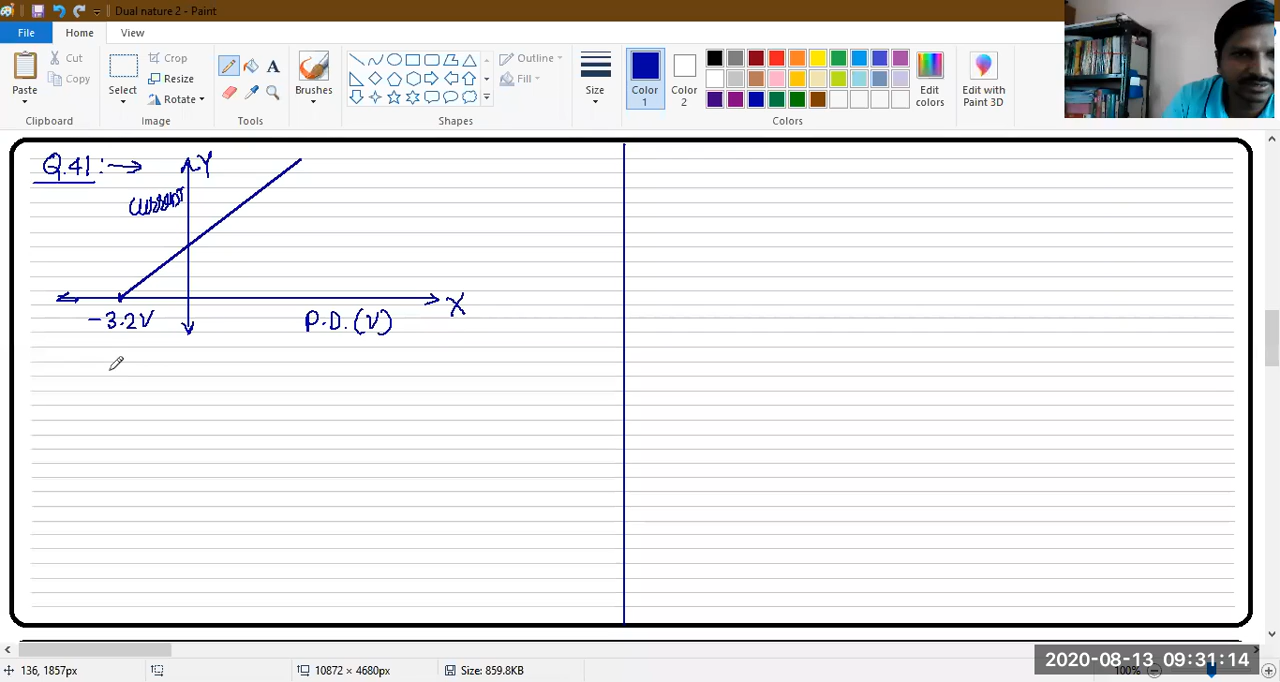 Dual nature 2 - Paint
File
Home
View
Paste
Cut
Copy
Clipboard
Select
Crop
Resize
Rotate
Image
A
Tools
Brushes
Outline
Fill
Shapes
Size
Color 1
Color 2
Colors
Edit colors
Edit with Paint 3D
Q.41 :→
Y
Current
X
-3.2V
P.D.(V)
136, 1857px
10872 × 4680px
Size: 859.8KB
100%
2020-08-13 09:31:14